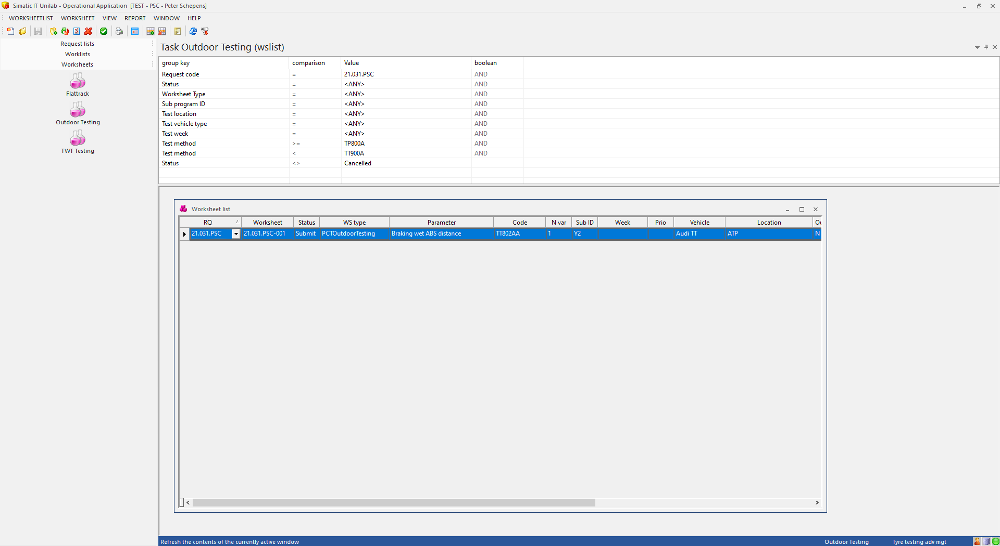 Simatic IT Unilab - Operational Application [TEST - PSC - Peter Schepens]
WORKSHEETLIST WORKSHEET VIEW REPORT WINDOW HELP
Request lists
Worklists
Worksheets
Flattrack
Outdoor Testing
TWT Testing
Task Outdoor Testing (wslist)
group key comparison Value boolean
Request code = 21.031.PSC AND
Status = <ANY> AND
Worksheet Type = <ANY> AND
Sub program ID = <ANY> AND
Test location = <ANY> AND
Test vehicle type = <ANY> AND
Test week = <ANY> AND
Test method >= TP800A AND
Test method < TT900A AND
Status <> Cancelled
Worksheet list
RQ Worksheet Status WS type Parameter Code N var Sub ID Week Prio Vehicle Location Ou
21.031.PSC 21.031.PSC-001 Submit PCTOutdoorTesting Braking wet ABS distance TT802AA 1 Y2 Audi TT ATP N
Refresh the contents of the currently active window Outdoor Testing Tyre testing adv mgt